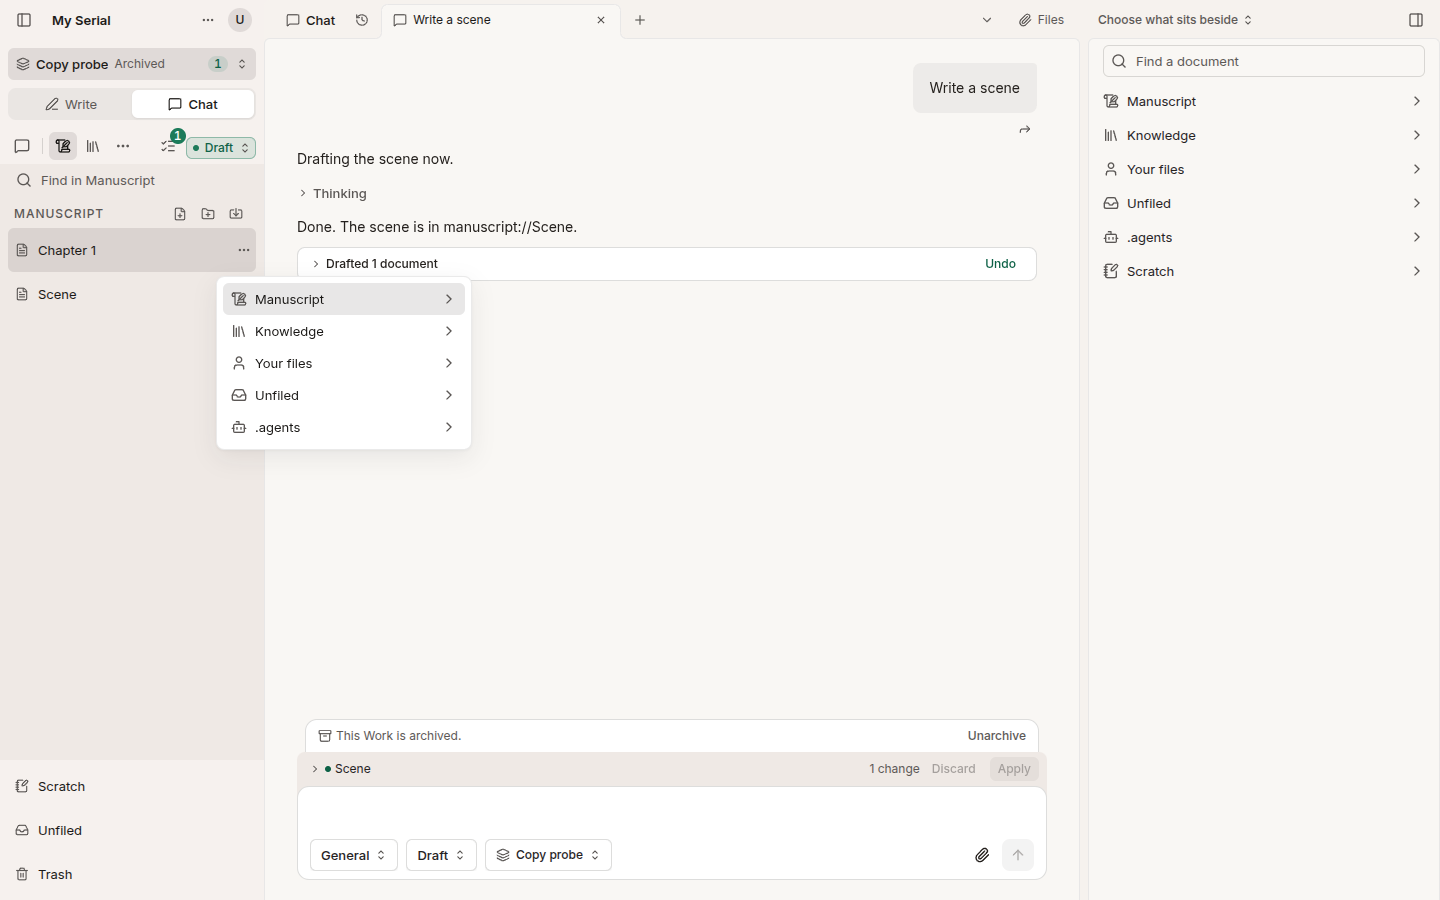 My Serial
U
Copy probe Archived 1
Write
Chat
1
Draft
Find in Manuscript
MANUSCRIPT
Chapter 1
Scene
Scratch
Unfiled
Trash
Chat
Write a scene
Files
Write a scene
Drafting the scene now.
Thinking
Done. The scene is in manuscript://Scene.
Drafted 1 document
Undo
Manuscript
Knowledge
Your files
Unfiled
.agents
This Work is archived.
Unarchive
Scene
1 change Discard Apply
General
Draft
Copy probe
Choose what sits beside
Find a document
Manuscript
Knowledge
Your files
Unfiled
.agents
Scratch